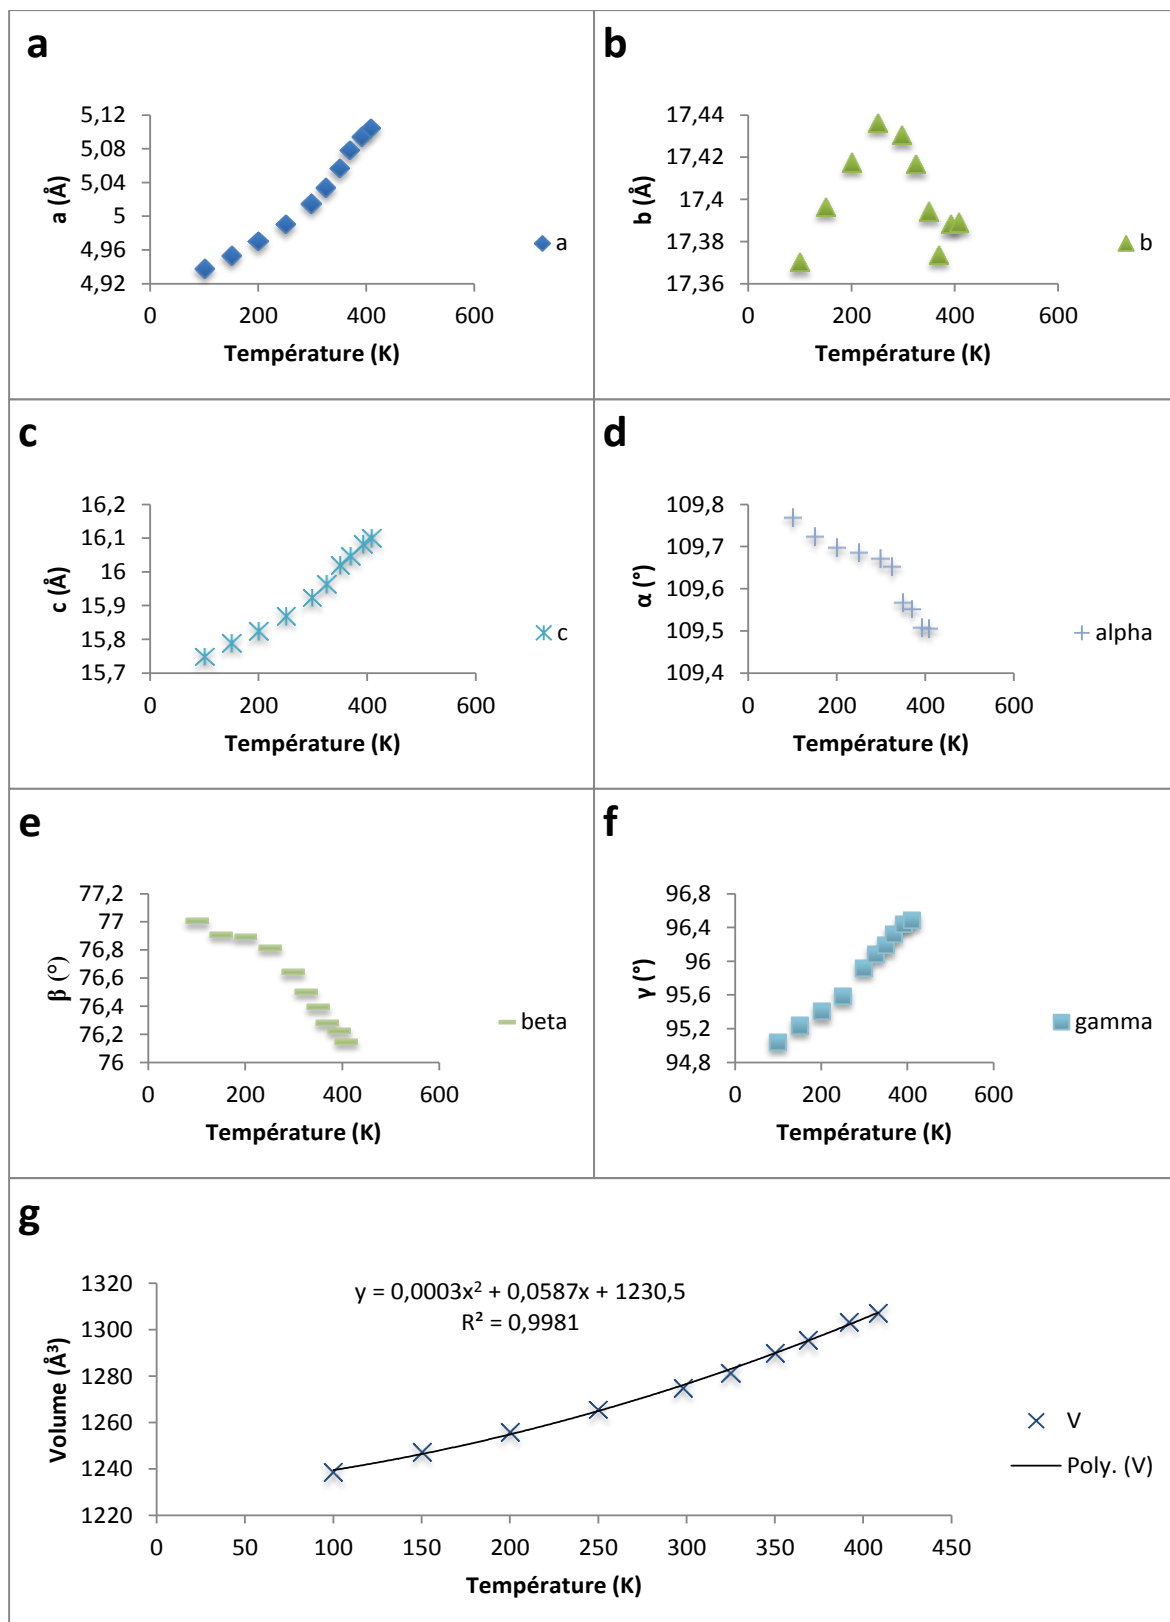 a
5,12
5,08
5,04
5
4,96
4,92
a (Å)
0 200 400 600
Température (K)
a
b
17,44
17,42
17,4
17,38
17,36
b (Å)
0 200 400 600
Température (K)
b
c
16,2
16,1
16
15,9
15,8
15,7
c (Å)
0 200 400 600
Température (K)
c
d
109,8
109,7
109,6
109,5
109,4
α (°)
0 200 400 600
Température (K)
alpha
e
77,2
77
76,8
76,6
76,4
76,2
76
β (°)
0 200 400 600
Température (K)
beta
f
96,8
96,4
96
95,6
95,2
94,8
γ (°)
0 200 400 600
Température (K)
gamma
g
y = 0,0003x² + 0,0587x + 1230,5
R² = 0,9981
1320
1300
1280
1260
1240
1220
Volume (Å³)
0 50 100 150 200 250 300 350 400 450
Température (K)
V
Poly. (V)